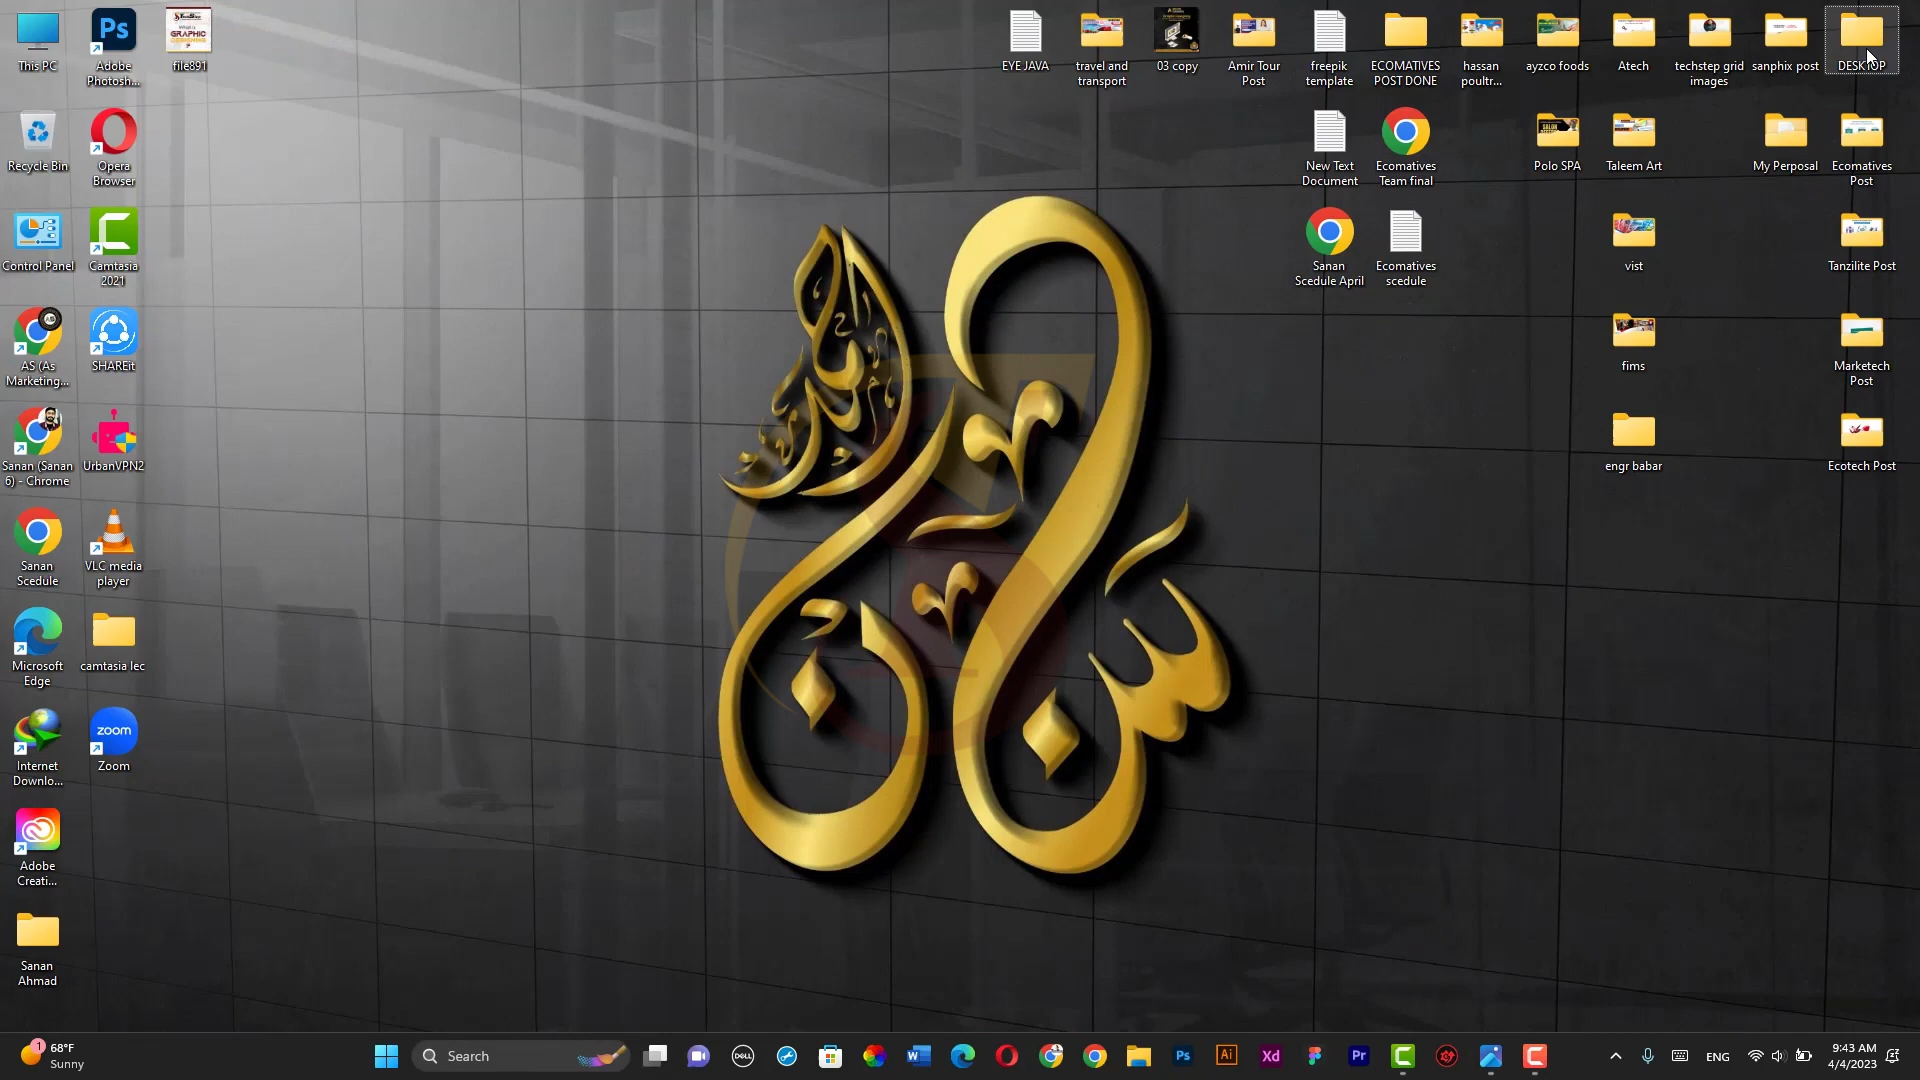 This PC
Adobe
Photosh...
file891
EYE JAVA
travel and
transport
03 copy
Amir Tour
Post
freepik
template
ECOMATIVES
POST DONE
hassan
poultr...
ayzco foods
Atech
techstep grid
images
sanphix post
DESKTOP
Recycle Bin
Opera
Browser
New Text
Document
Ecomatives
Team final
Polo SPA
Taleem Art
My Perposal
Ecomatives
Post
Control Panel
Camtasia
2021
Sanan
Scedule April
Ecomatives
scedule
vist
Tanzilite Post
AS (As
Marketing...
SHAREit
fims
Marketech
Post
Sanan (Sanan
6) - Chrome
UrbanVPN2
engr babar
Ecotech Post
Sanan
Scedule
VLC media
player
Microsoft
Edge
camtasia lec
Internet
Downlo...
zoom
Zoom
Adobe
Creati...
Sanan
Ahmad
1
68°F
Sunny
Search
ENG
9:43 AM
4/4/2023